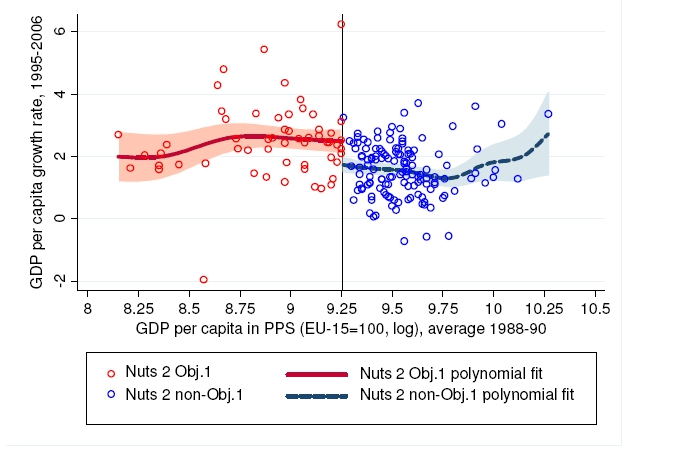 GDP per capita growth rate, 1995-2006
6
4
2
0
-2
8 8.25 8.5 8.75 9 9.25 9.5 9.75 10 10.25 10.5
GDP per capita in PPS (EU-15=100, log), average 1988-90
Nuts 2 Obj.1 Nuts 2 Obj.1 polynomial fit
Nuts 2 non-Obj.1 Nuts 2 non-Obj.1 polynomial fit